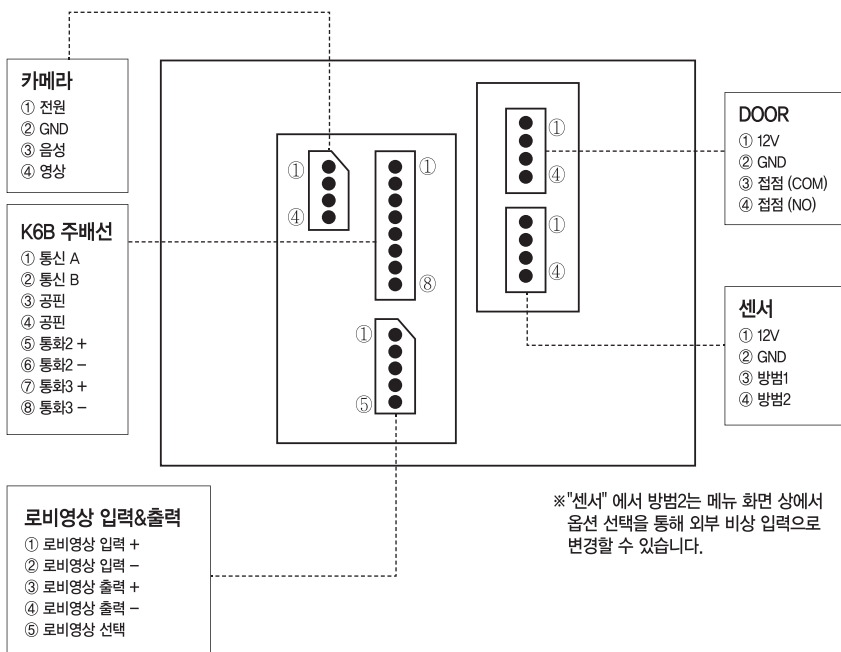 카메라
① 전원
② GND
③ 음성
④ 영상
K6B 주배선
① 통신 A
② 통신 B
③ 공핀
④ 공핀
⑤ 통화2 +
⑥ 통화2 −
⑦ 통화3 +
⑧ 통화3 −
로비영상 입력&출력
① 로비영상 입력 +
② 로비영상 입력 −
③ 로비영상 출력 +
④ 로비영상 출력 −
⑤ 로비영상 선택
①
④
①
⑧
①
⑤
①
④
①
④
DOOR
① 12V
② GND
③ 접점 (COM)
④ 접점 (NO)
센서
① 12V
② GND
③ 방범1
④ 방범2
※"센서" 에서 방범2는 메뉴 화면 상에서
옵션 선택을 통해 외부 비상 입력으로
변경할 수 있습니다.